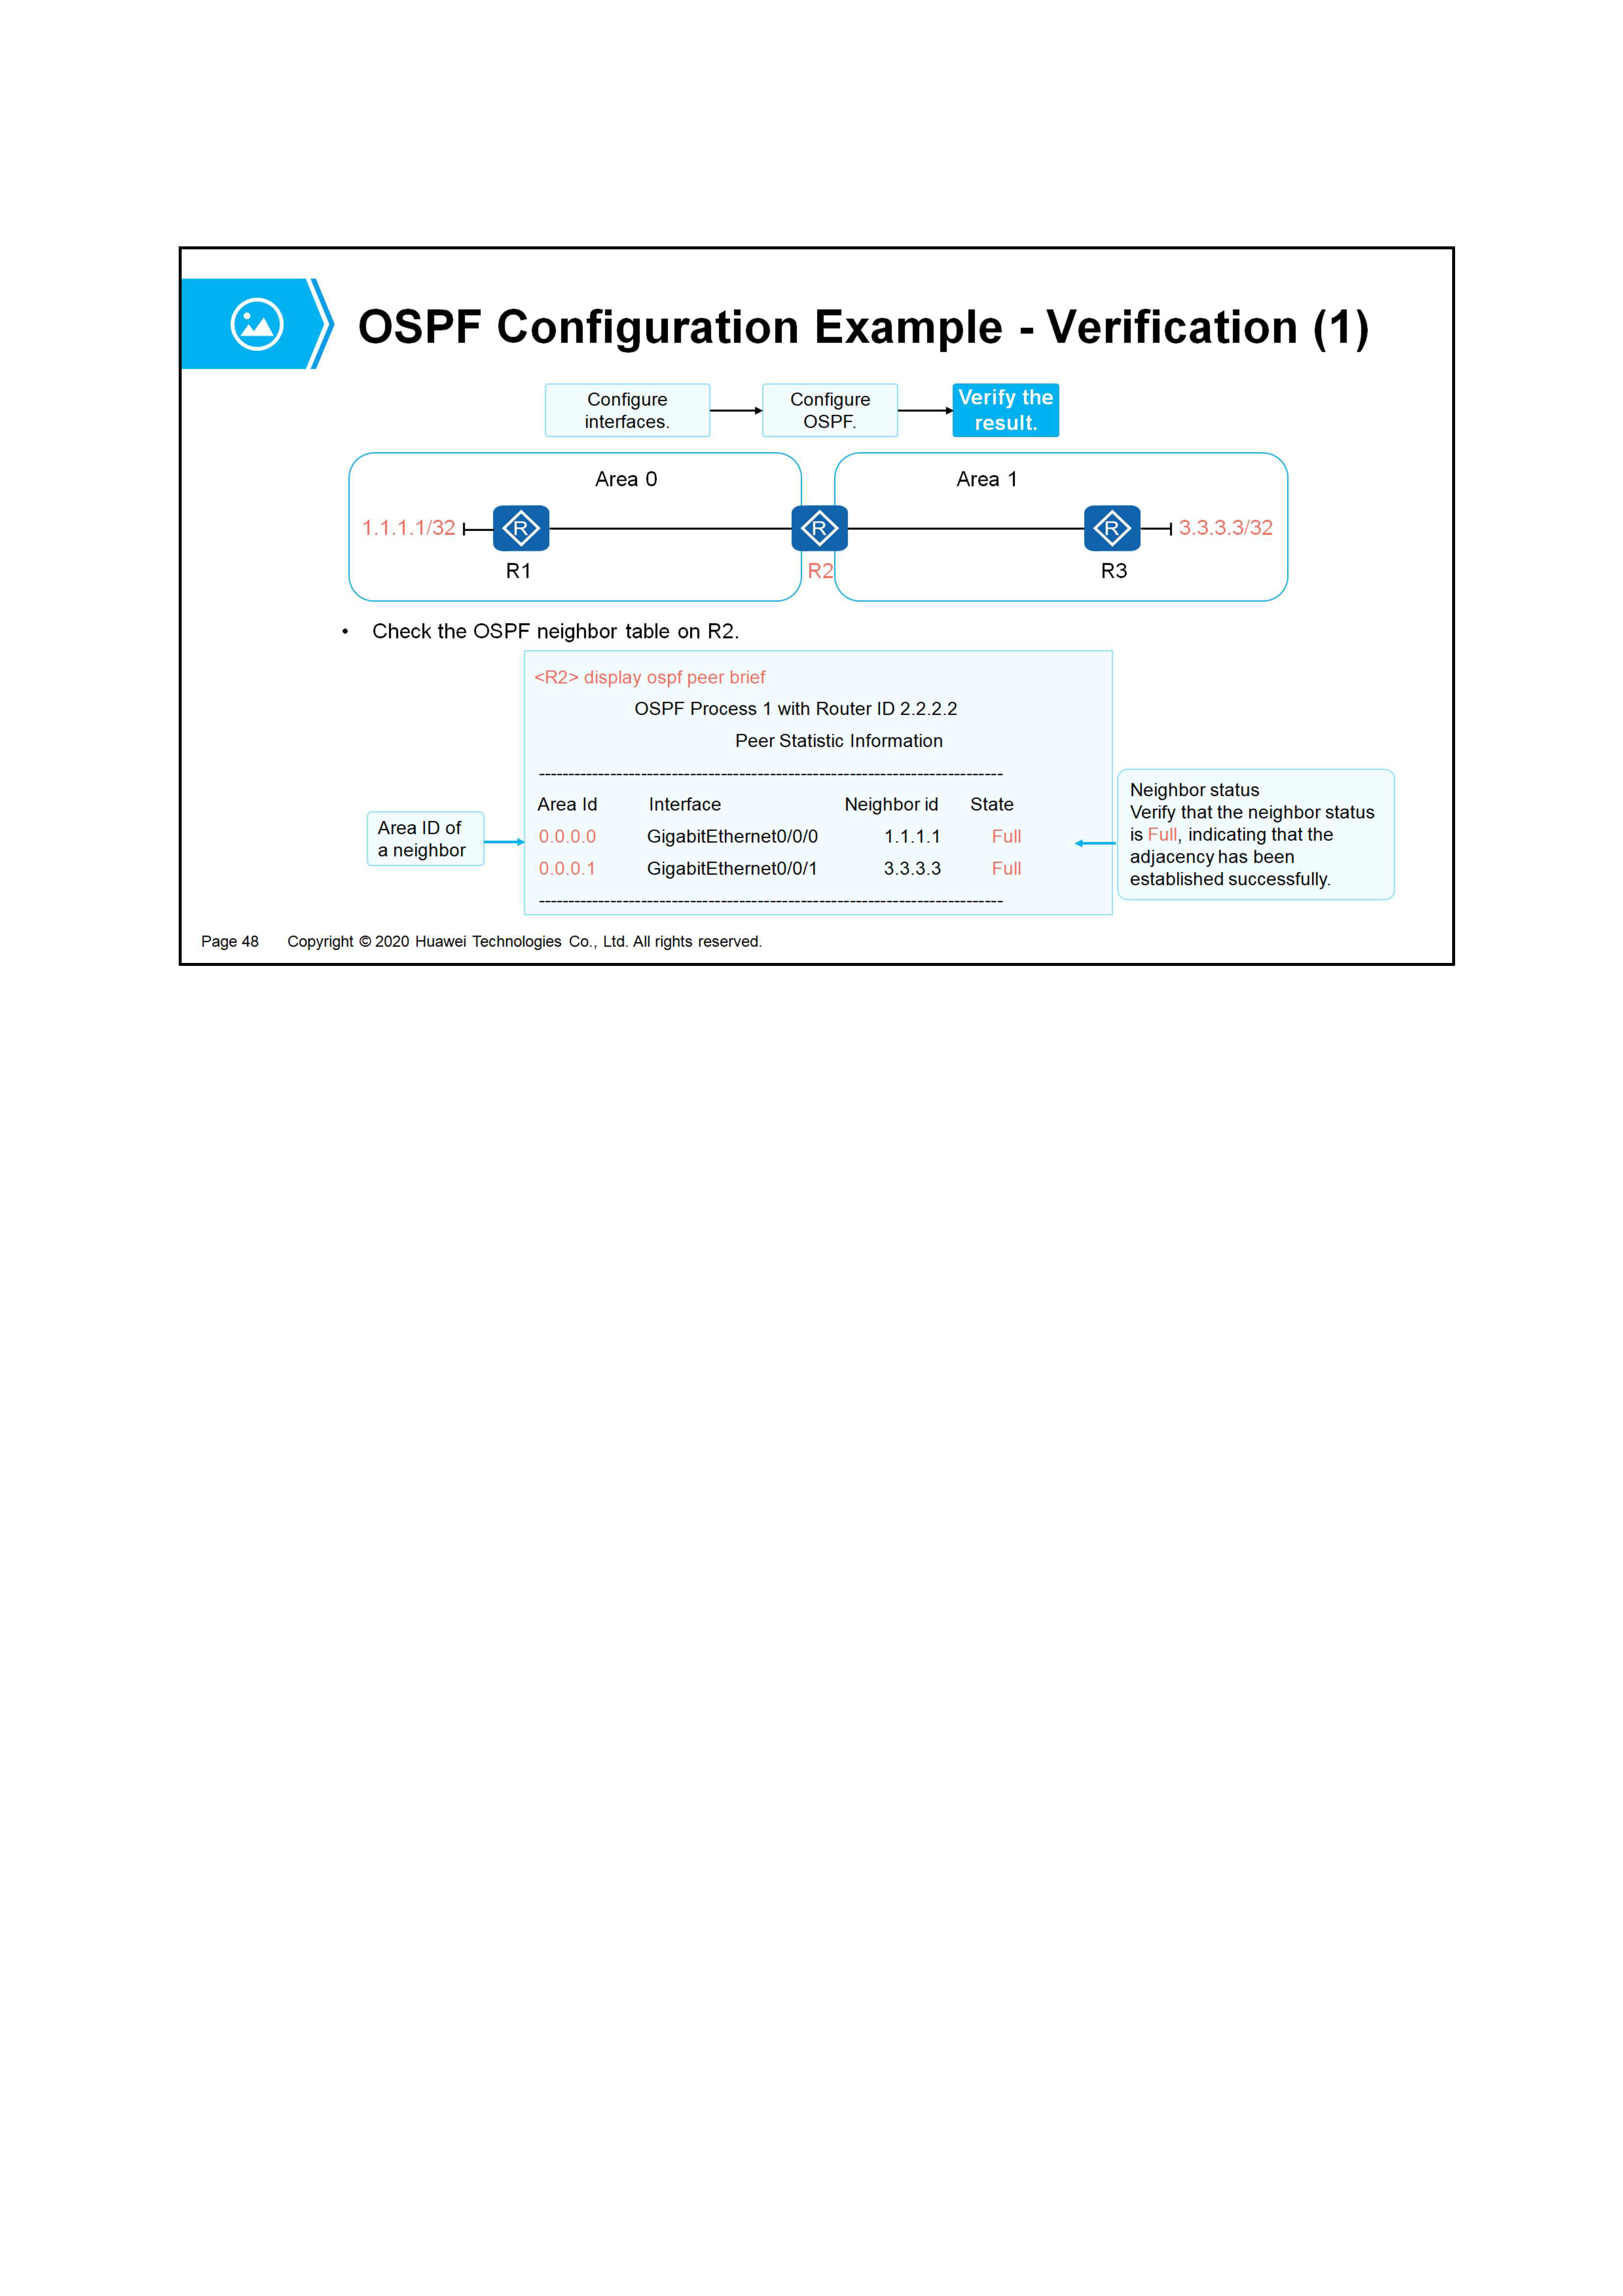 OSPF Configuration Example - Verification (1)
Configure
interfaces.
Configure
OSPF.
Verify the
result.
Area 0
Area 1
1.1.1.1/32
R
R
R
3.3.3.3/32
R1
R2
R3
• Check the OSPF neighbor table on R2.
<R2> display ospf peer brief
OSPF Process 1 with Router ID 2.2.2.2
Peer Statistic Information
--------------------------------------------------------------------------------
Area Id Interface Neighbor id State
0.0.0.0 GigabitEthernet0/0/0 1.1.1.1 Full
0.0.0.1 GigabitEthernet0/0/1 3.3.3.3 Full
--------------------------------------------------------------------------------
Area ID of
a neighbor
Neighbor status
Verify that the neighbor status
is Full, indicating that the
adjacency has been
established successfully.
Page 48 Copyright © 2020 Huawei Technologies Co., Ltd. All rights reserved.